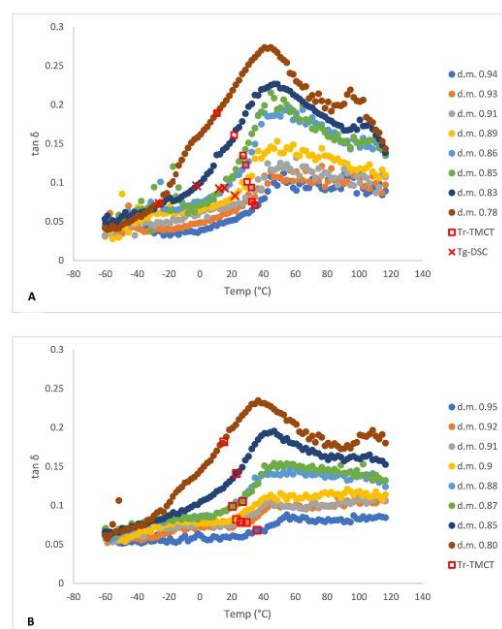 0.3
0.25
0.2
0.15
0.1
0.05
0
tan δ
-80 -60 -40 -20 0 20 40 60 80 100 120 140
Temp (°C)
A
d.m. 0.94
d.m. 0.93
d.m. 0.91
d.m. 0.89
d.m. 0.86
d.m. 0.85
d.m. 0.83
d.m. 0.78
Tr-TMCT
Tg-DSC
0.3
0.25
0.2
0.15
0.1
0.05
0
tan δ
-80 -60 -40 -20 0 20 40 60 80 100 120 140
Temp (°C)
B
d.m. 0.95
d.m. 0.92
d.m. 0.91
d.m. 0.9
d.m. 0.88
d.m. 0.87
d.m. 0.85
d.m. 0.80
Tr-TMCT